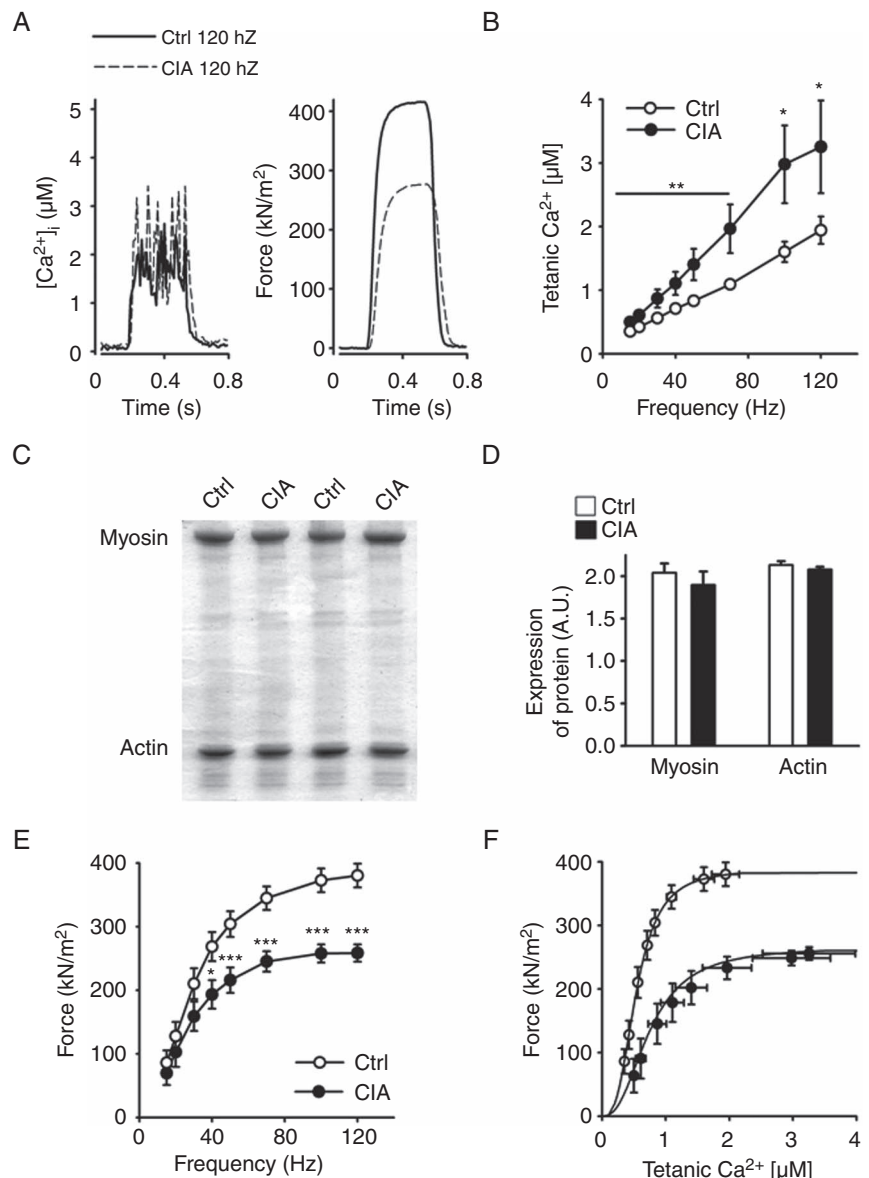 A
Ctrl 120 hZ
CIA 120 hZ
[Ca2+]i (µM)
5
4
3
2
1
0
0 0.4 0.8
Time (s)
Force (kN/m2)
400
300
200
100
0
0 0.4 0.8
Time (s)
B
Tetanic Ca2+ [µM]
4
3
2
1
0
Ctrl
CIA
**
*
*
0 40 80 120
Frequency (Hz)
C
Ctrl CIA Ctrl CIA
Myosin
Actin
D
Ctrl
CIA
Expression
of protein (A.U.)
2.0
1.5
1.0
0.5
0.0
Myosin Actin
E
Force (kN/m2)
400
300
200
100
0
* *** *** *** ***
Ctrl
CIA
0 40 80 120
Frequency (Hz)
F
Force (kN/m2)
400
300
200
100
0
0 1 2 3 4
Tetanic Ca2+ [µM]